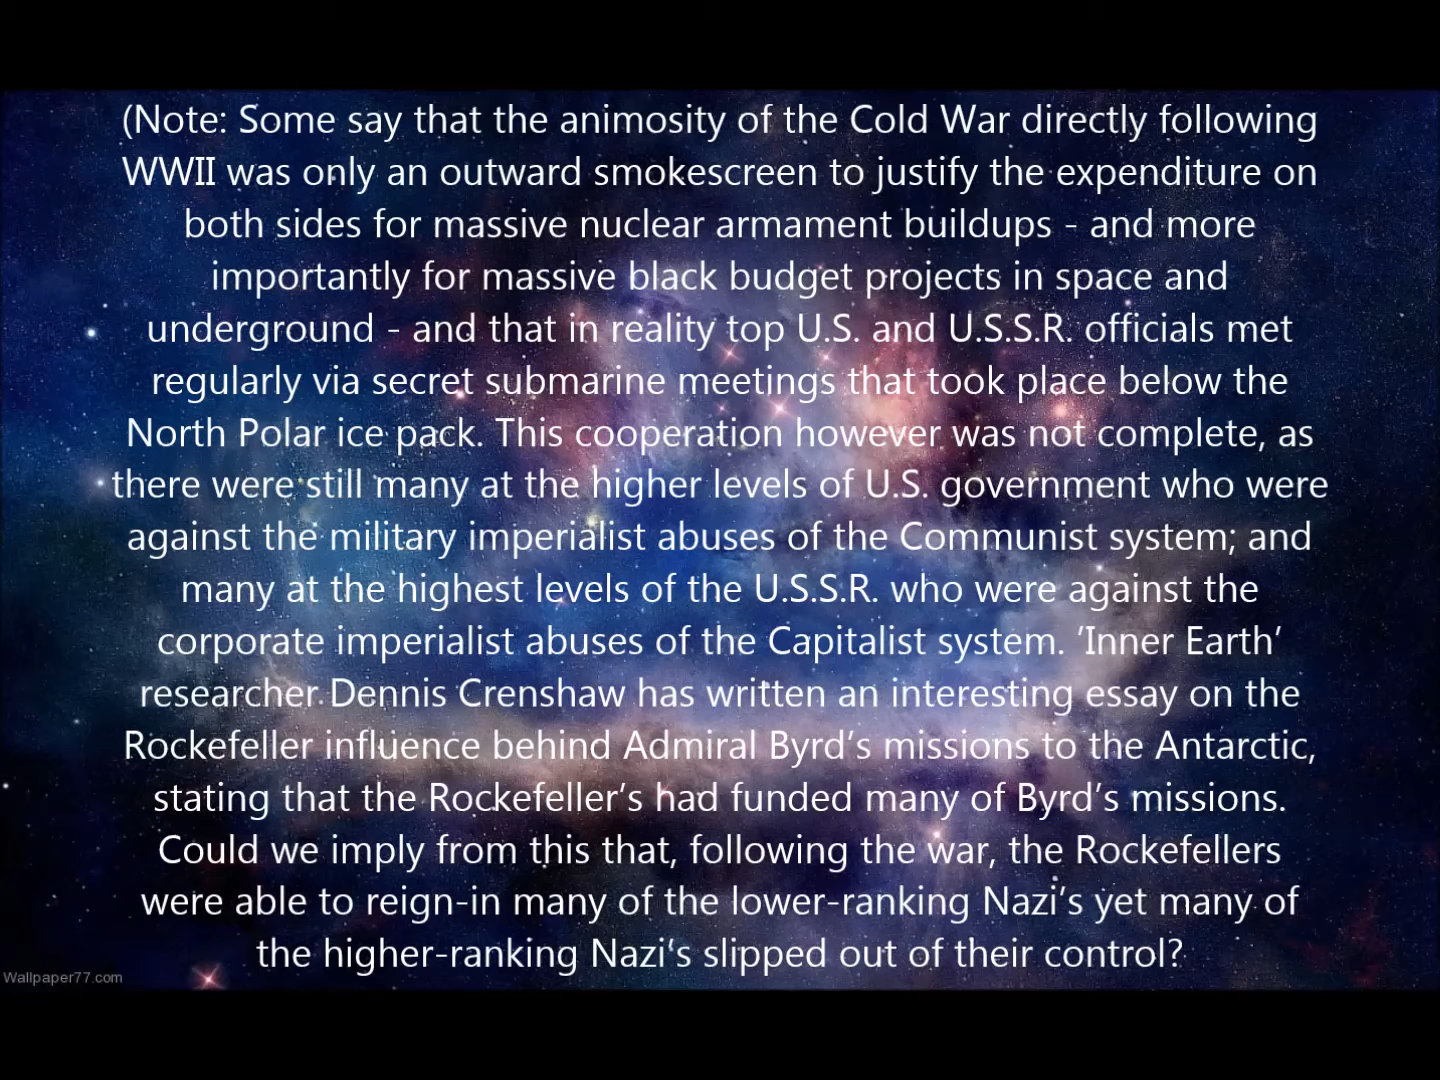 (Note: Some say that the animosity of the Cold War directly following
WWII was only an outward smokescreen to justify the expenditure on
both sides for massive nuclear armament buildups - and more
importantly for massive black budget projects in space and
underground - and that in reality top U.S. and U.S.S.R. officials met
regularly via secret submarine meetings that took place below the
North Polar ice pack. This cooperation however was not complete, as
there were still many at the higher levels of U.S. government who were
against the military imperialist abuses of the Communist system; and
many at the highest levels of the U.S.S.R. who were against the
corporate imperialist abuses of the Capitalist system. ’Inner Earth’
researcher Dennis Crenshaw has written an interesting essay on the
Rockefeller influence behind Admiral Byrd’s missions to the Antarctic,
stating that the Rockefeller’s had funded many of Byrd’s missions.
Could we imply from this that, following the war, the Rockefellers
were able to reign-in many of the lower-ranking Nazi’s yet many of
the higher-ranking Nazi‘s slipped out of their control?
Wallpaper77.com